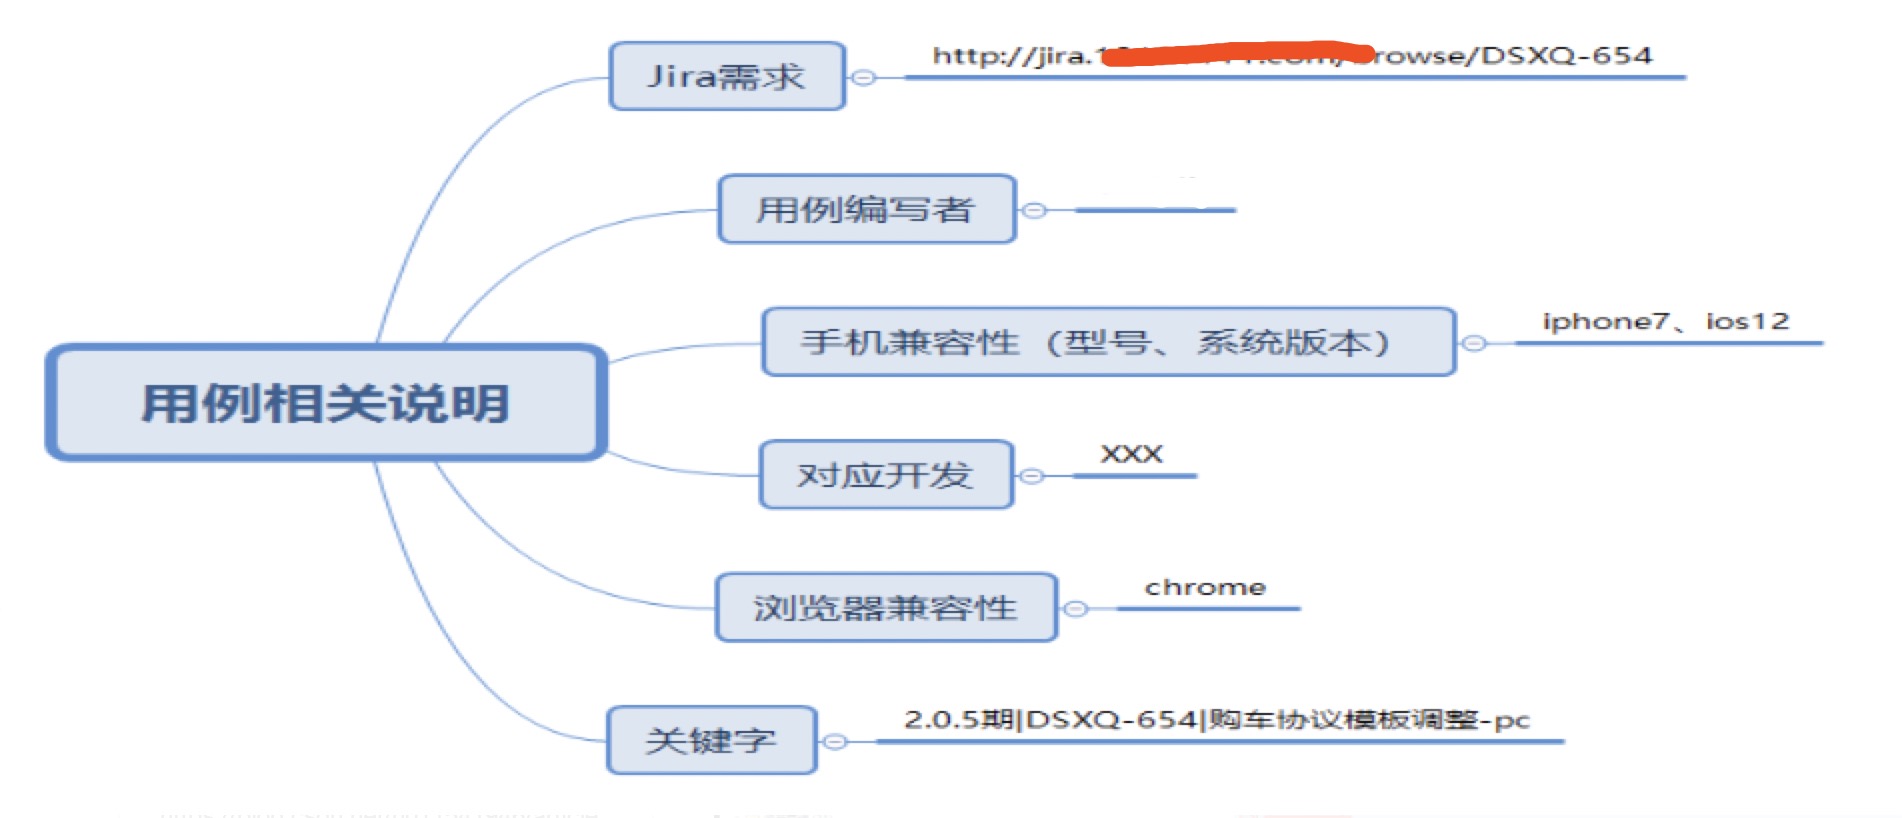 Jira需求
http://jira.1 rowse/DSXQ-654
用例编写者
手机兼容性（型号、系统版本）
iphone7、ios12
用例相关说明
对应开发
XXX
浏览器兼容性
chrome
关键字
2.0.5期|DSXQ-654|购车协议模板调整-pc